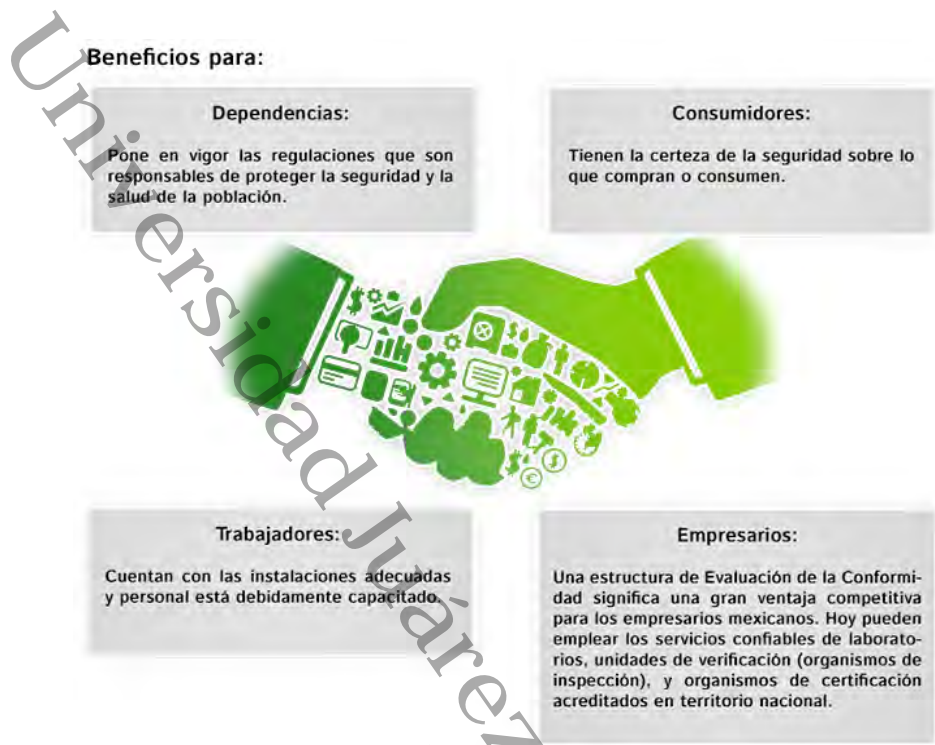 Beneficios para:
Dependencias:
Pone en vigor las regulaciones que son
responsables de proteger la seguridad y la
salud de la población.
Consumidores:
Tienen la certeza de la seguridad sobre lo
que compran o consumen.
Trabajadores:
Cuentan con las instalaciones adecuadas
y personal está debidamente capacitado.
Empresarios:
Una estructura de Evaluación de la Conformi-
dad significa una gran ventaja competitiva
para los empresarios mexicanos. Hoy pueden
emplear los servicios confiables de laborato-
rios, unidades de verificación (organismos de
inspección), y organismos de certificación
acreditados en territorio nacional.
Universidad Juárez